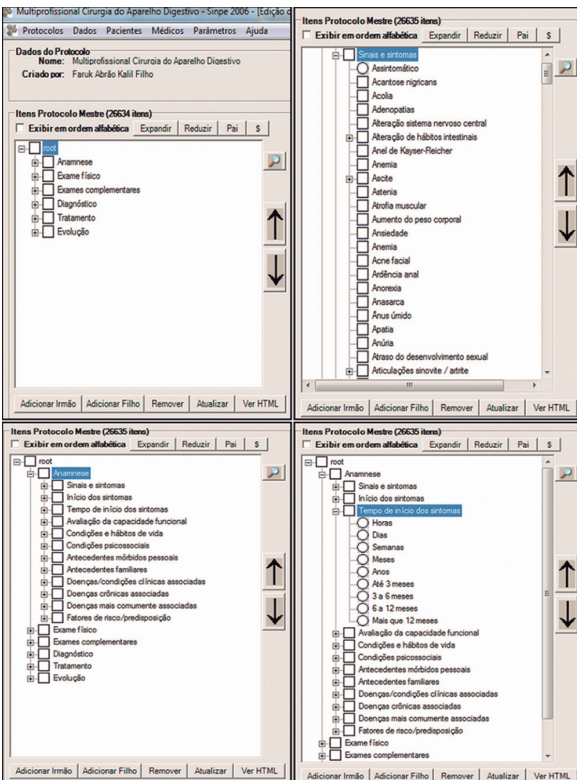 Multiprofissional Cirurgia do Aparelho Digestivo - Sinpe 2006 - [Edição d
Protocolos Dados Pacientes Médicos Parâmetros Ajuda
Dados do Protocolo
Nome: Multiprofissional Cirurgia do Aparelho Digestivo
Criado por: Faruk Abrão Kalil Filho
Itens Protocolo Mestre (26634 itens)
Exibir em ordem alfabética Expandir Reduzir Pai $
root
Anamnese
Exame físico
Exames complementares
Diagnóstico
Tratamento
Evolução
Adicionar Irmão Adicionar Filho Remover Atualizar Ver HTML
Itens Protocolo Mestre (26635 itens)
Exibir em ordem alfabética Expandir Reduzir Pai $
Sinais e sintomas
Assintomático
Acantose nigricans
Acolia
Adenopatias
Alteração sistema nervoso central
Alteração de hábitos intestinais
Anel de Kayser-Fleicher
Anemia
Ascite
Astenia
Atrofia muscular
Aumento do peso corporal
Ansiedade
Anemia
Acne facial
Ardência anal
Anorexia
Anasarca
Ânus úmido
Apatia
Anúria
Atraso do desenvolvimento sexual
Articulações sinovite / artrite
Adicionar Irmão Adicionar Filho Remover Atualizar Ver HTML
Itens Protocolo Mestre (26635 itens)
Exibir em ordem alfabética Expandir Reduzir Pai $
root
Anamnese
Sinais e sintomas
Início dos sintomas
Tempo de início dos sintomas
Avaliação da capacidade funcional
Condições e hábitos de vida
Condições psicossociais
Antecedentes mórbidos pessoais
Antecedentes familiares
Doenças/condições clínicas associadas
Doenças crônicas associadas
Doenças mais comumente associadas
Fatores de risco/predisposição
Exame físico
Exames complementares
Diagnóstico
Tratamento
Evolução
Adicionar Irmão Adicionar Filho Remover Atualizar Ver HTML
Itens Protocolo Mestre (26635 itens)
Exibir em ordem alfabética Expandir Reduzir Pai $
root
Anamnese
Sinais e sintomas
Início dos sintomas
Tempo de início dos sintomas
Horas
Dias
Semanas
Meses
Anos
Até 3 meses
3 a 6 meses
6 a 12 meses
Mais que 12 meses
Avaliação da capacidade funcional
Condições e hábitos de vida
Condições psicossociais
Antecedentes mórbidos pessoais
Antecedentes familiares
Doenças/condições clínicas associadas
Doenças crônicas associadas
Doenças mais comumente associadas
Fatores de risco/predisposição
Exame físico
Exames complementares
Adicionar Irmão Adicionar Filho Remover Atualizar Ver HTML